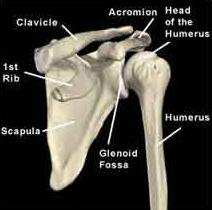 Clavicle
Acromion
Head
of the
Humerus
1st
Rib
Scapula
Glenoid
Fossa
Humerus